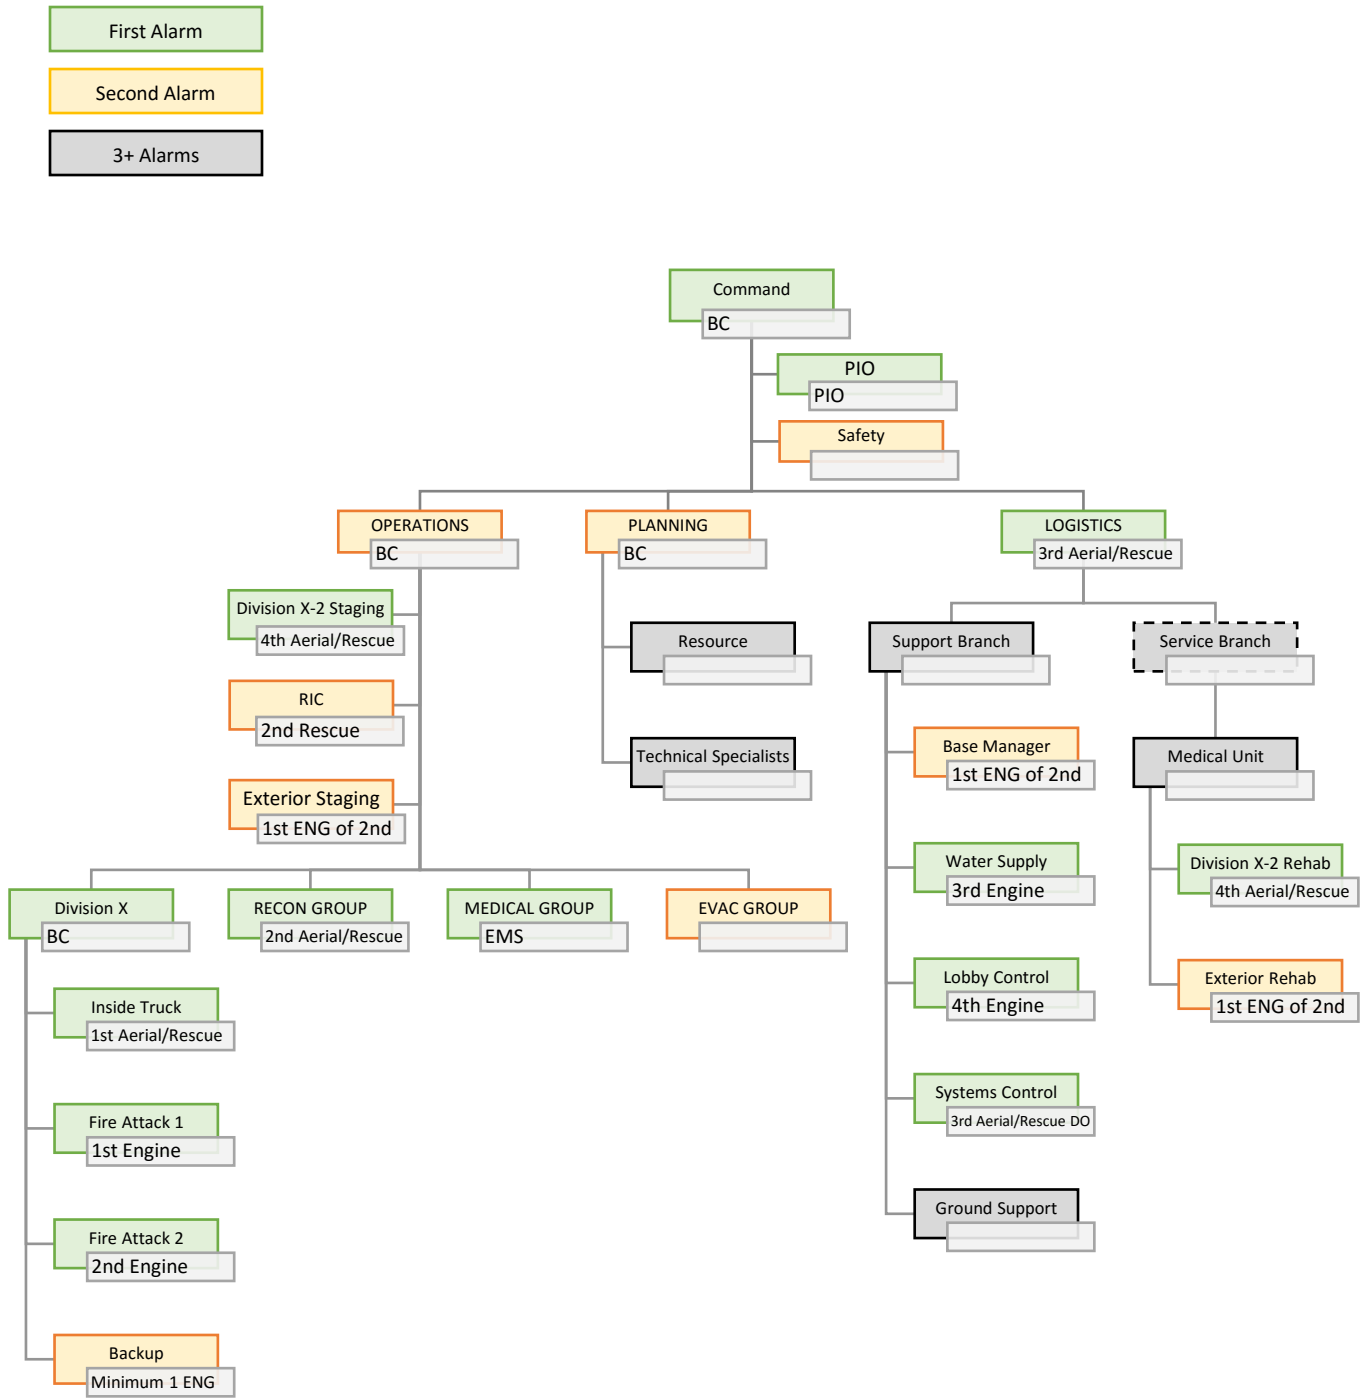 First Alarm
Second Alarm
3+ Alarms
Command
BC
PIO
PIO
Safety
OPERATIONS
BC
PLANNING
BC
LOGISTICS
3rd Aerial/Rescue
Division X-2 Staging
4th Aerial/Rescue
RIC
2nd Rescue
Exterior Staging
1st ENG of 2nd
Division X
BC
Inside Truck
1st Aerial/Rescue
Fire Attack 1
1st Engine
Fire Attack 2
2nd Engine
Backup
Minimum 1 ENG
RECON GROUP
2nd Aerial/Rescue
MEDICAL GROUP
EMS
EVAC GROUP
Resource
Technical Specialists
Support Branch
Base Manager
1st ENG of 2nd
Water Supply
3rd Engine
Lobby Control
4th Engine
Systems Control
3rd Aerial/Rescue DO
Ground Support
Service Branch
Medical Unit
Division X-2 Rehab
4th Aerial/Rescue
Exterior Rehab
1st ENG of 2nd